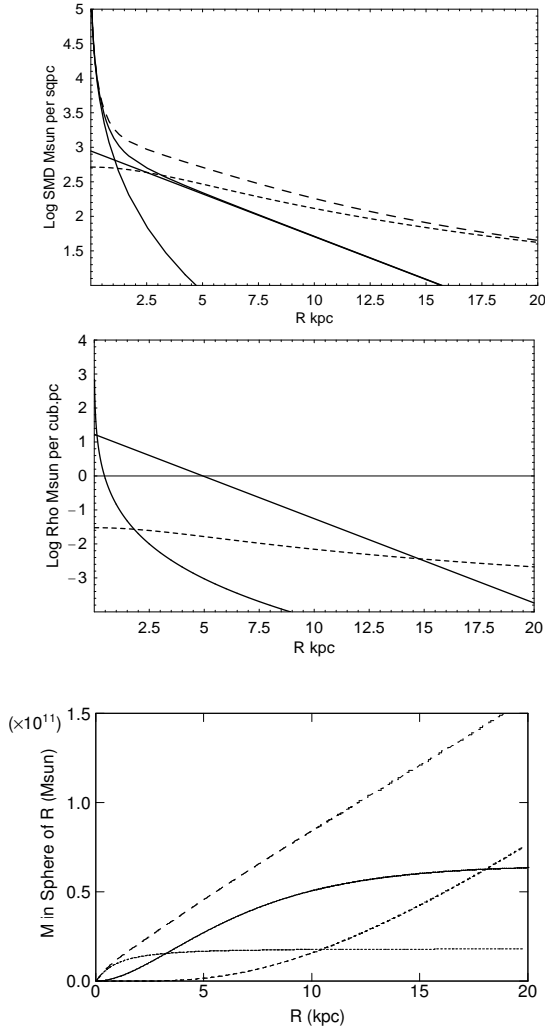 5
4.5
4
3.5
3
2.5
2
1.5
Log SMD Msun per sqpc
2.5 5 7.5 10 12.5 15 17.5 20
R kpc
4
3
2
1
0
−1
−2
−3
Log Rho Msun per cub.pc
2.5 5 7.5 10 12.5 15 17.5 20
R kpc
(×10¹¹)
1.5
1.0
0.5
0.0
M in Sphere of R (Msun)
0 5 10 15 20
R (kpc)